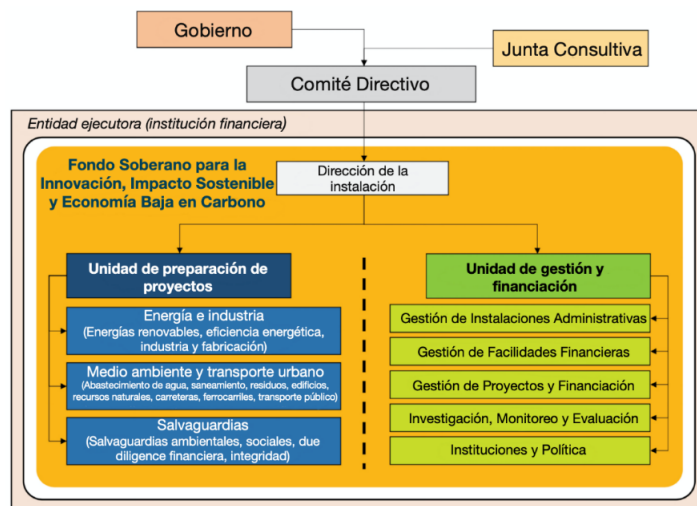 Gobierno
Junta Consultiva
Comité Directivo
Entidad ejecutora (institución financiera)
Fondo Soberano para la
Innovación, Impacto Sostenible
y Economía Baja en Carbono
Dirección de la
instalación
Unidad de preparación de
proyectos
Energía e industria
(Energías renovables, eficiencia energética,
industria y fabricación)
Medio ambiente y transporte urbano
(Abastecimiento de agua, saneamiento, residuos, edificios,
recursos naturales, carreteras, ferrocarriles, transporte público)
Salvaguardias
(Salvaguardias ambientales, sociales, due
diligence financiera, integridad)
Unidad de gestión y
financiación
Gestión de Instalaciones Administrativas
Gestión de Facilidades Financieras
Gestión de Proyectos y Financiación
Investigación, Monitoreo y Evaluación
Instituciones y Política